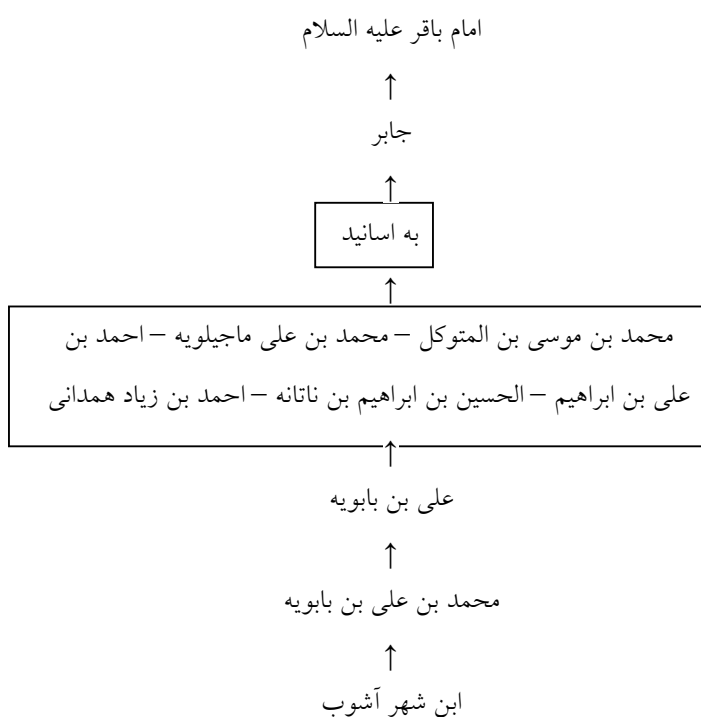 امام باقر علیه السلام
↑
جابر
↑
به اسانید
↑
محمد بن موسی بن المتوکل – محمد بن علی ماجیلویه – احمد بن
علی بن ابراهیم – الحسین بن ابراهیم بن ناتانه – احمد بن زیاد همدانی
↑
علی بن بابویه
↑
محمد بن علی بن بابویه
↑
ابن شهر آشوب